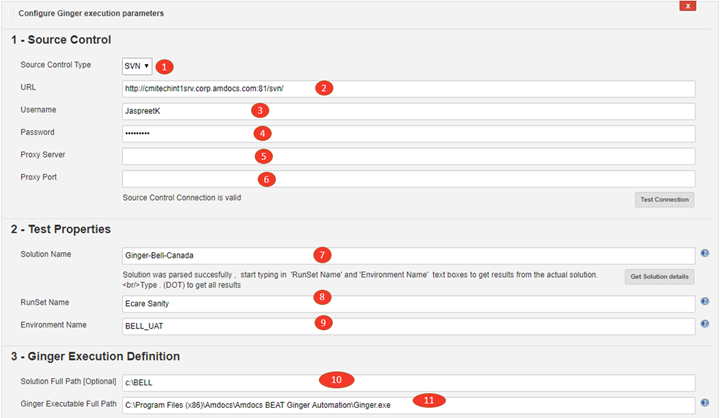 Configure Ginger execution parameters
x
1 - Source Control
Source Control Type SVN 1
URL http://cmitechint1srv.corp.amdocs.com:81/svn/ 2
Username JaspreetK 3
Password ••••••••• 4
Proxy Server 5
Proxy Port 6
Source Control Connection is valid Test Connection
2 - Test Properties
Solution Name Ginger-Bell-Canada 7
Solution was parsed succesfully , start typing in 'RunSet Name' and 'Environment Name' text boxes to get results from the actual solution. Get Solution details
<br/>Type . (DOT) to get all results
RunSet Name Ecare Sanity 8
Environment Name BELL_UAT 9
3 - Ginger Execution Definition
Solution Full Path [Optional] c:\BELL 10
Ginger Executable Full Path C:\Program Files (x86)\Amdocs\Amdocs BEAT Ginger Automation\Ginger.exe 11